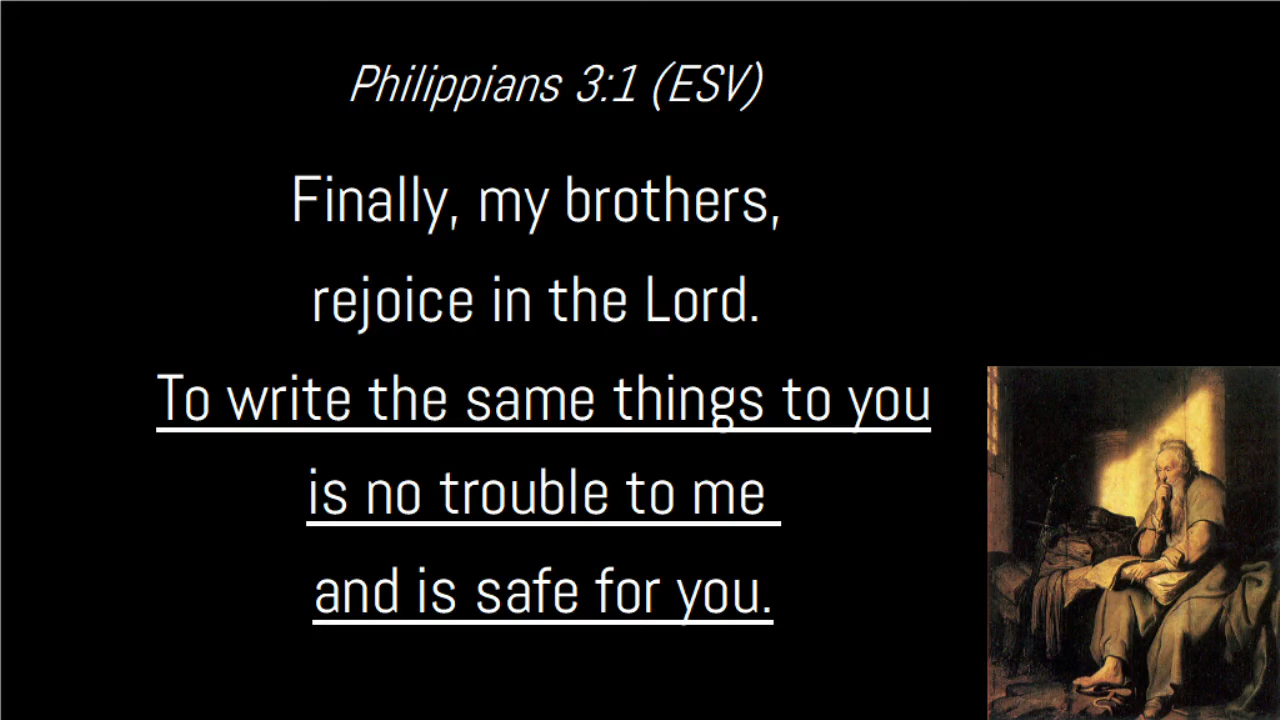 Philippians 3:1 (ESV)
Finally, my brothers,
rejoice in the Lord.
To write the same things to you
is no trouble to me
and is safe for you.